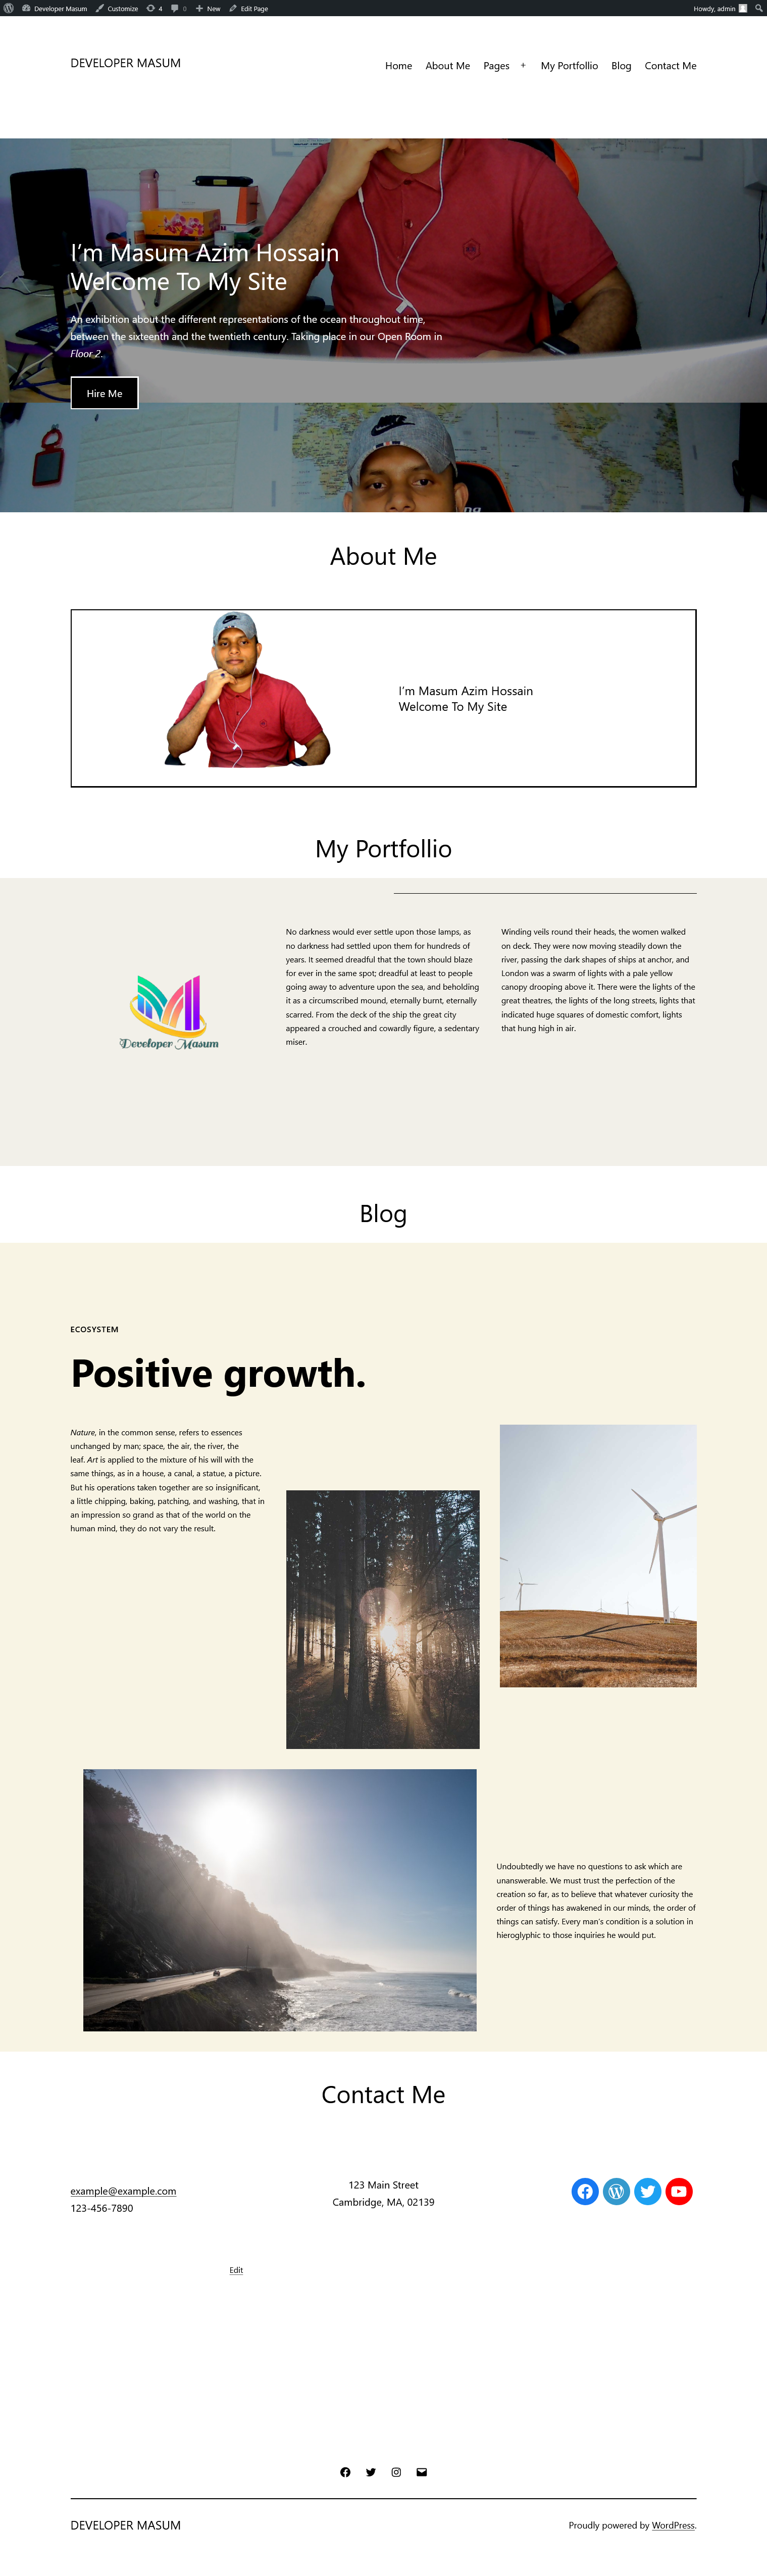 Developer Masum Customize 4 0 New Edit Page Howdy, admin
DEVELOPER MASUM
Home About Me Pages + My Portfolio Blog Contact Me
I’m Masum Azim Hossain
Welcome To My Site
An exhibition about the different representations of the ocean throughout time,
between the sixteenth and the twentieth century. Taking place in our Open Room in
Floor 2.
Hire Me
About Me
I’m Masum Azim Hossain
Welcome To My Site
My Portfollio
Developer Masum
No darkness would ever settle upon those lamps, as
no darkness had settled upon them for hundreds of
years. It seemed dreadful that the town should blaze
for ever in the same spot; dreadful at least to people
going away to adventure upon the sea, and beholding
it as a circumscribed mound, eternally burnt, eternally
scarred. From the deck of the ship the great city
appeared a crouched and cowardly figure, a sedentary
miser.
Winding veils round their heads, the women walked
on deck. They were now moving steadily down the
river, passing the dark shapes of ships at anchor, and
London was a swarm of lights with a pale yellow
canopy drooping above it. There were the lights of the
great theatres, the lights of the long streets, lights that
indicated huge squares of domestic comfort, lights
that hung high in air.
Blog
ECOSYSTEM
Positive growth.
Nature, in the common sense, refers to essences
unchanged by man; space, the air, the river, the
leaf. Art is applied to the mixture of his will with the
same things, as in a house, a canal, a statue, a picture.
But his operations taken together are so insignificant,
a little chipping, baking, patching, and washing, that in
an impression so grand as that of the world on the
human mind, they do not vary the result.
Undoubtedly we have no questions to ask which are
unanswerable. We must trust the perfection of the
creation so far, as to believe that whatever curiosity the
order of things has awakened in our minds, the order of
things can satisfy. Every man’s condition is a solution in
hieroglyphic to those inquiries he would put.
Contact Me
example@example.com
123-456-7890
123 Main Street
Cambridge, MA, 02139
Edit
DEVELOPER MASUM
Proudly powered by WordPress.